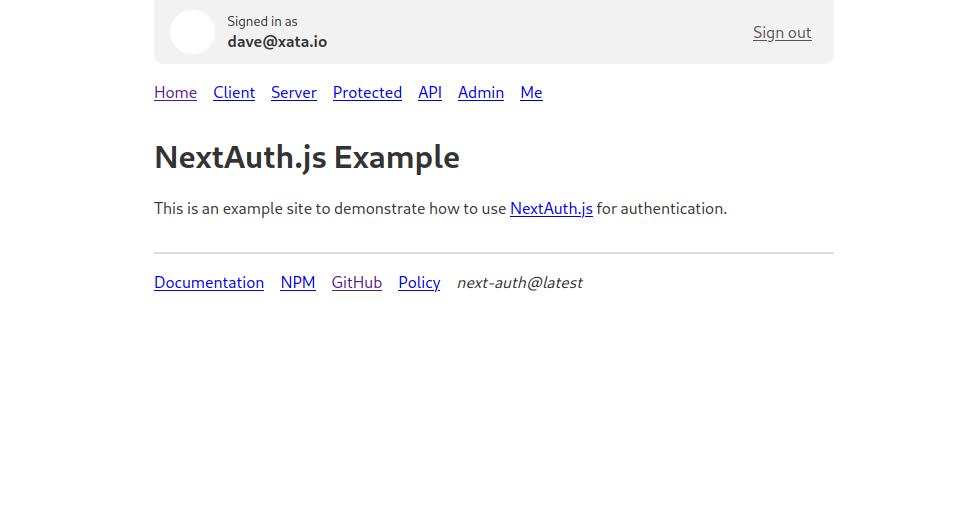 Signed in as
dave@xata.io
Sign out
Home Client Server Protected API Admin Me
NextAuth.js Example
This is an example site to demonstrate how to use NextAuth.js for authentication.
Documentation NPM GitHub Policy next-auth@latest